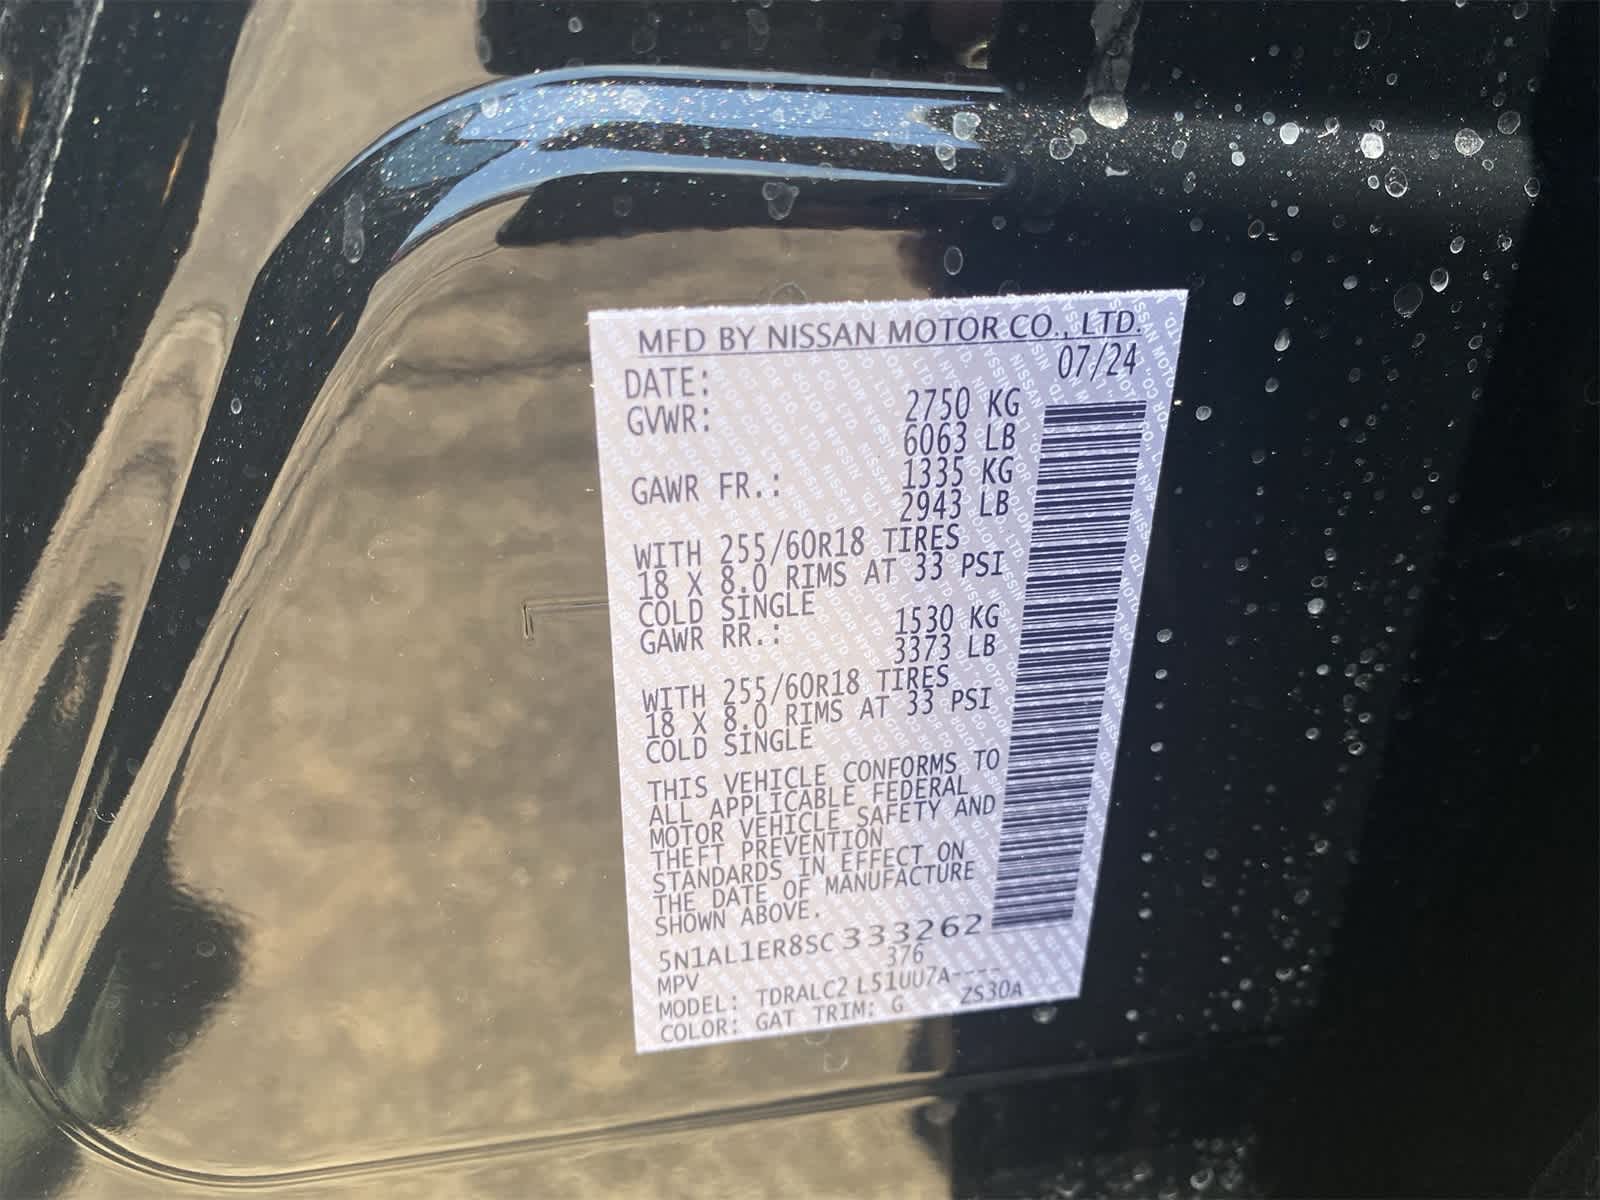 MFD BY NISSAN MOTOR CO., LTD.
DATE: 07/24
GVWR: 2750 KG
6063 LB
GAWR FR.: 1335 KG
2943 LB
WITH 255/60R18 TIRES
18 X 8.0 RIMS AT 33 PSI
COLD SINGLE
GAWR RR.: 1530 KG
3373 LB
WITH 255/60R18 TIRES
18 X 8.0 RIMS AT 33 PSI
COLD SINGLE
THIS VEHICLE CONFORMS TO
ALL APPLICABLE FEDERAL
MOTOR VEHICLE SAFETY AND
THEFT PREVENTION
STANDARDS IN EFFECT ON
THE DATE OF MANUFACTURE
SHOWN ABOVE.
5N1AL1ER8SC333262
MPV 376
MODEL: TDRALC2 L51UU7A----
COLOR: GAT TRIM: G ZS30A